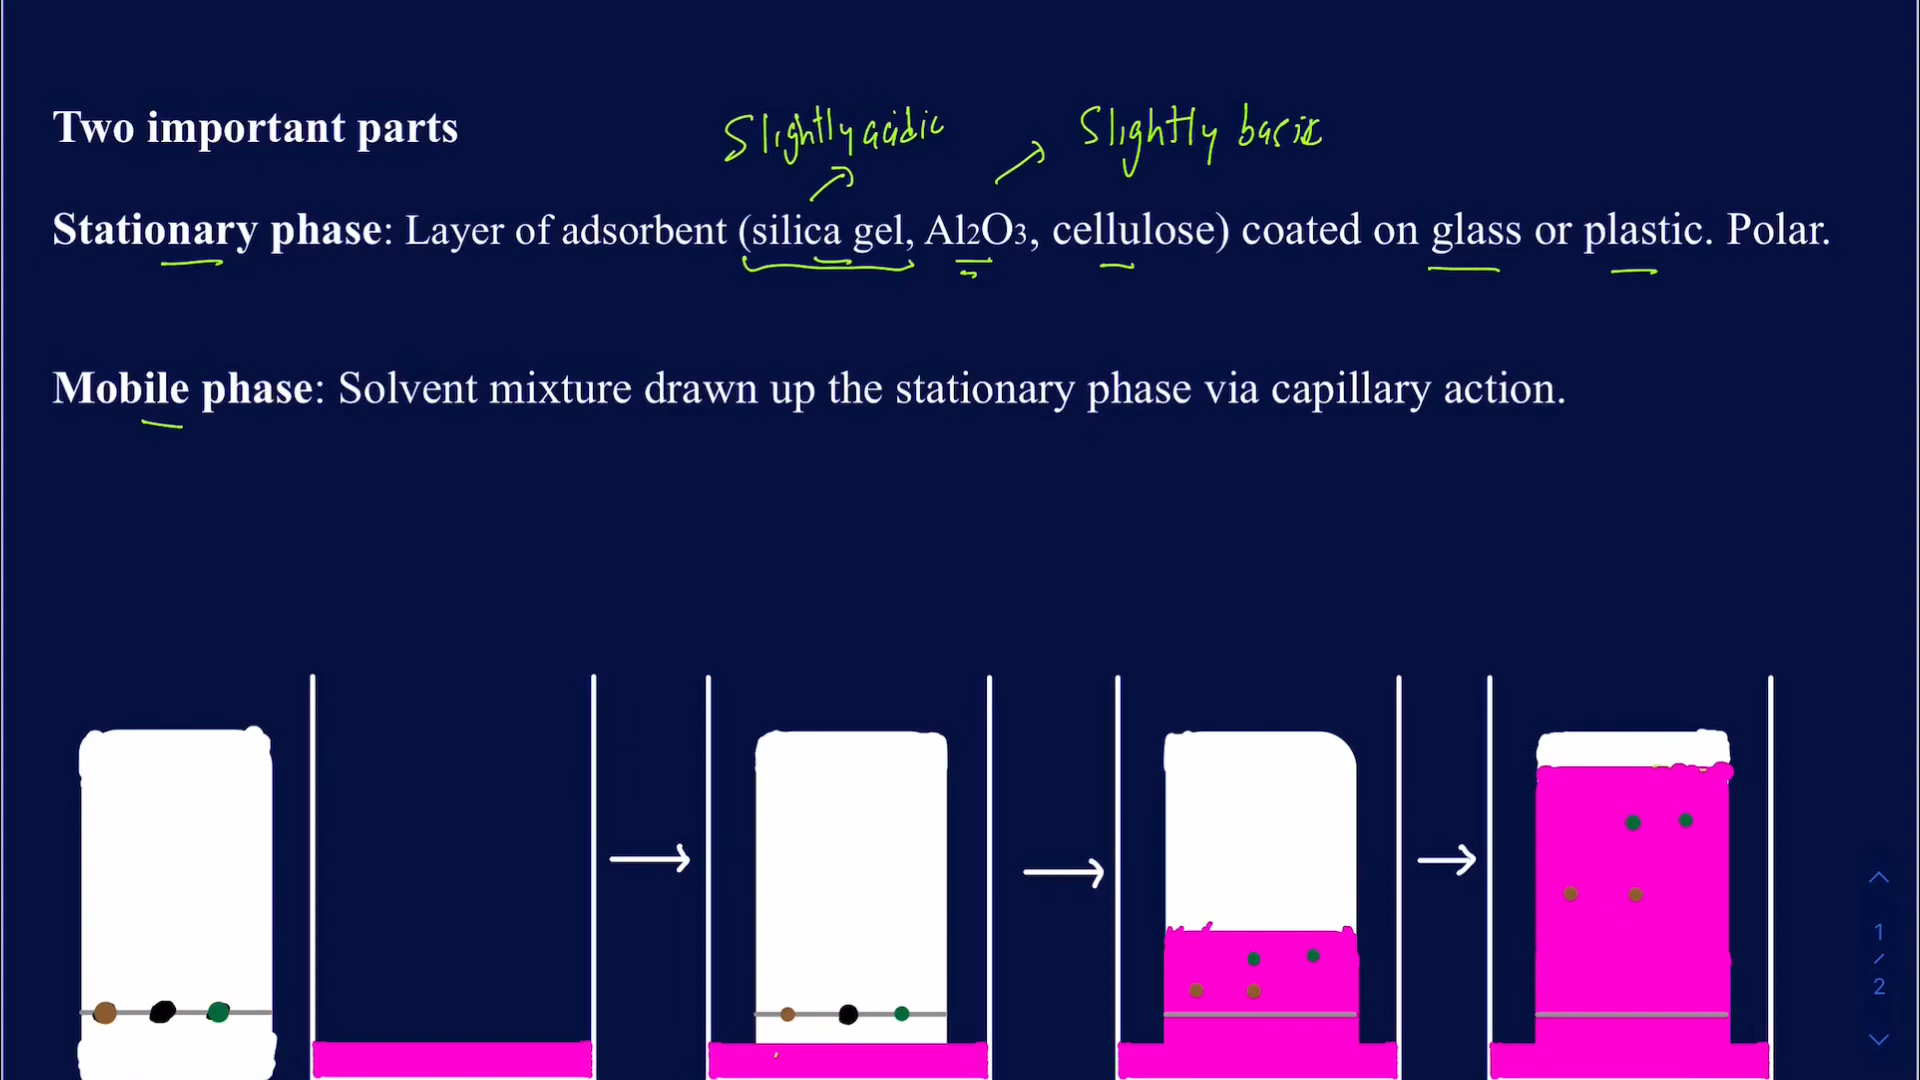 Two important parts
Slightly acidic
Slightly basic
Stationary phase: Layer of adsorbent (silica gel, Al2O3, cellulose) coated on glass or plastic. Polar.
Mobile phase: Solvent mixture drawn up the stationary phase via capillary action.
1
/
2